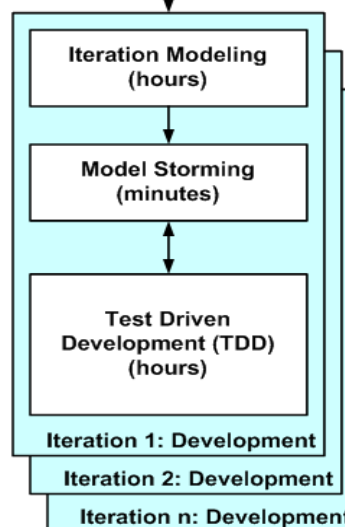 Iteration Modeling
(hours)
Model Storming
(minutes)
Test Driven
Development (TDD)
(hours)
Iteration 1: Development
Iteration 2: Development
Iteration n: Development